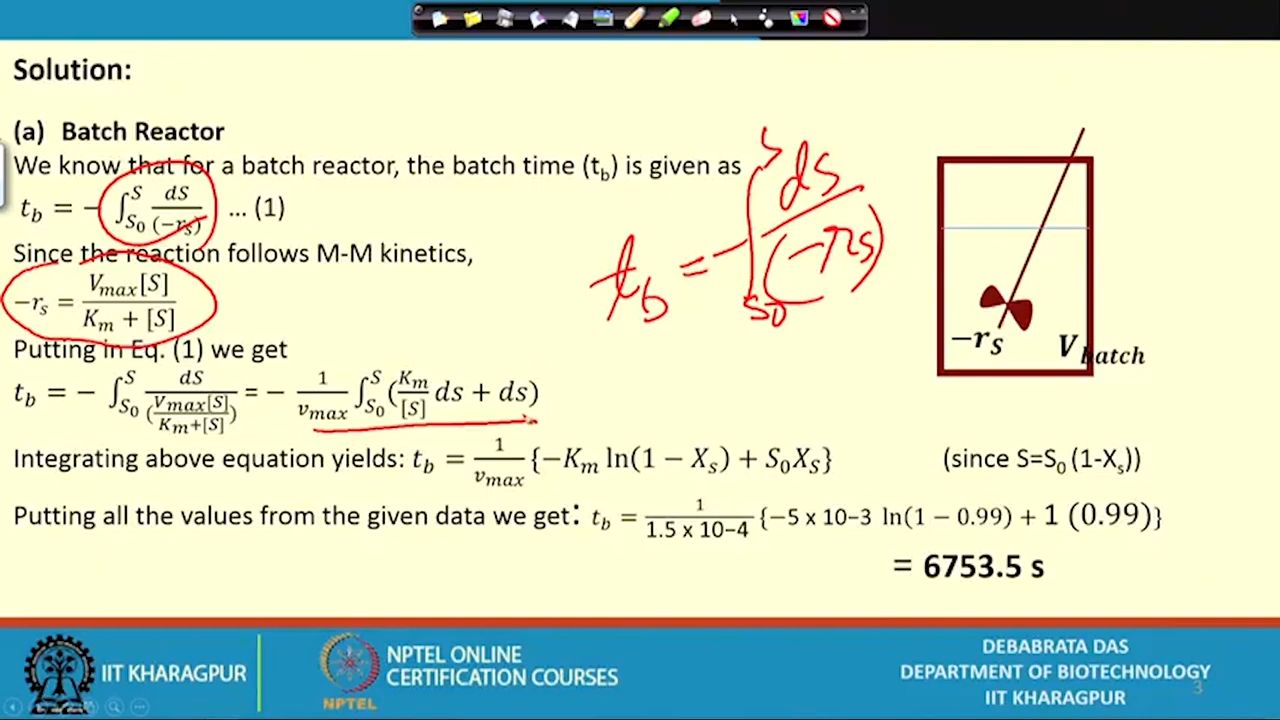 Solution:
(a) Batch Reactor
We know that for a batch reactor, the batch time (t_b) is given as
t_b = − ∫_{S_0}^{S} dS/(−r_s) ... (1)
t_b = − ∫_{S_0}^{S} dS/(−r_s)
Since the reaction follows M-M kinetics,
−r_s = V_max[S] / (K_m + [S])
−r_S V_batch
Putting in Eq. (1) we get
t_b = − ∫_{S_0}^{S} dS/(V_max[S]/(K_m+[S])) = − 1/v_max ∫_{S_0}^{S} (K_m/[S] ds + ds)
Integrating above equation yields: t_b = 1/v_max {−K_m ln(1 − X_s) + S_0X_S} (since S=S_0 (1-X_s))
Putting all the values from the given data we get: t_b = 1/(1.5 x 10−4) {−5 x 10−3 ln(1 − 0.99) + 1 (0.99)}
= 6753.5 s
IIT KHARAGPUR
NPTEL
NPTEL ONLINE
CERTIFICATION COURSES
DEBABRATA DAS
DEPARTMENT OF BIOTECHNOLOGY
IIT KHARAGPUR
3